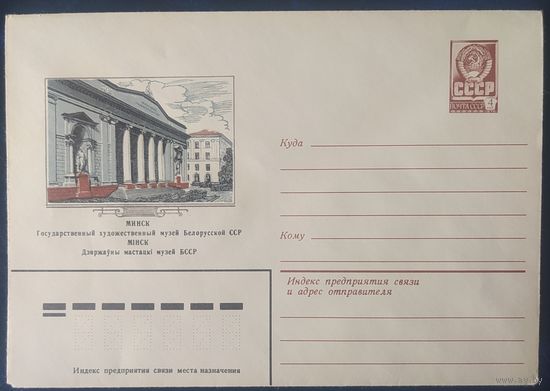 СССР
ПОЧТА СССР 4
МИНСК
Государственный художественный музей Белорусской ССР
МІНСК
Дзяржаўны мастацкі музей БССР
Куда
Кому
Индекс предприятия связи
и адрес отправителя
Индекс предприятия связи места назначения